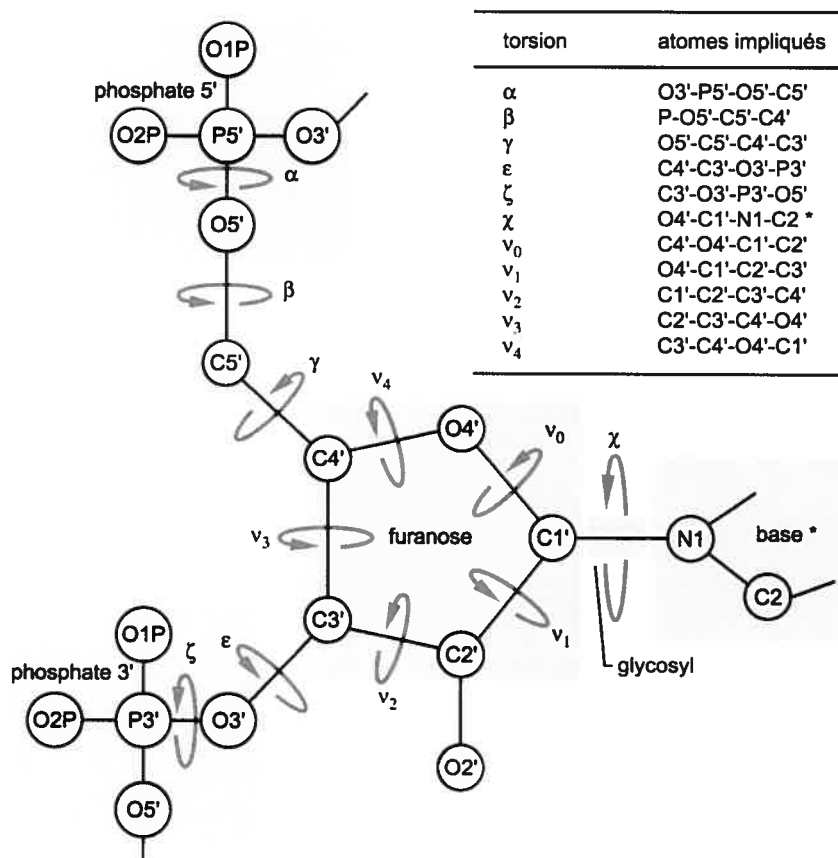 torsion atomes impliqués
α O3'-P5'-O5'-C5'
β P-O5'-C5'-C4'
γ O5'-C5'-C4'-C3'
ε C4'-C3'-O3'-P3'
ζ C3'-O3'-P3'-O5'
χ O4'-C1'-N1-C2 *
ν0 C4'-O4'-C1'-C2'
ν1 O4'-C1'-C2'-C3'
ν2 C1'-C2'-C3'-C4'
ν3 C2'-C3'-C4'-O4'
ν4 C3'-C4'-O4'-C1'
O1P
phosphate 5'
O2P P5' O3'
α
O5'
β
C5'
γ ν4
O4'
C4' ν0 χ
ν3 furanose C1' N1 base *
C2
C3'
O1P ζ ε C2' ν1
phosphate 3' ν2 glycosyl
O2P P3' O3'
O2'
O5'